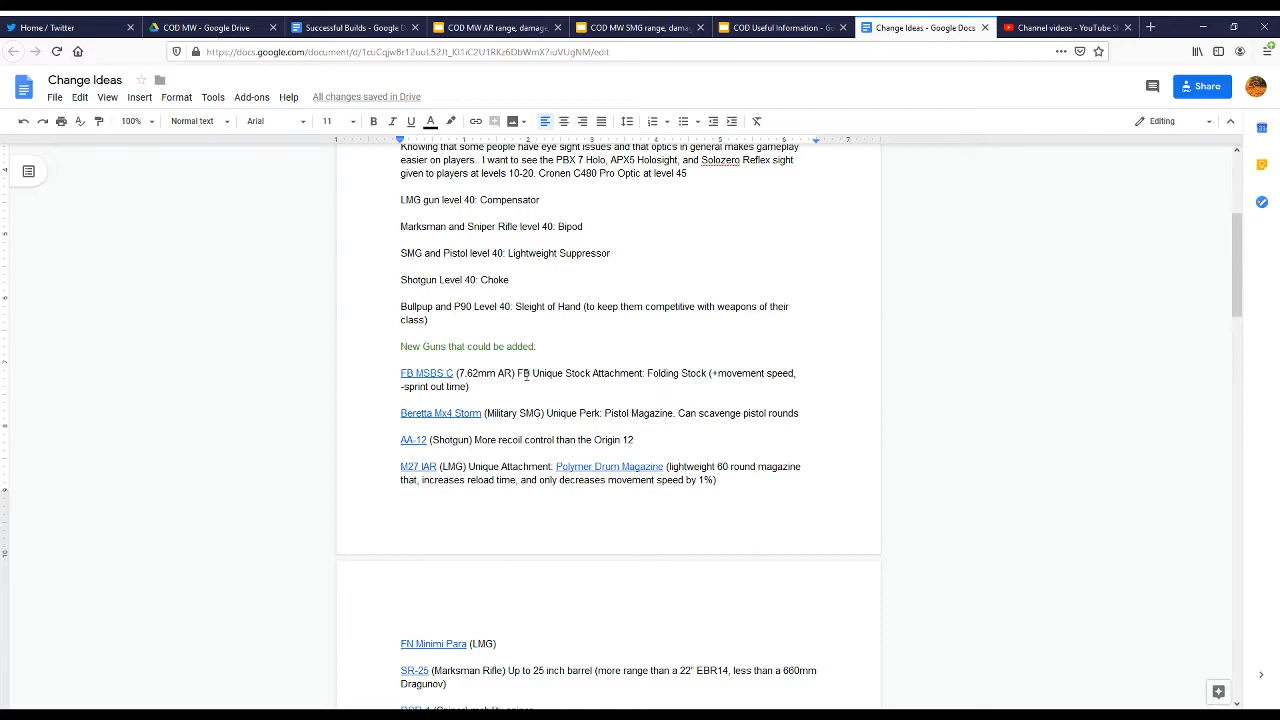 Home / Twitter
COD MW - Google Drive
Successful Builds - Google D
COD MW AR range, damage,
COD MW SMG range, damag
COD Useful Information - Go
Change Ideas - Google Docs
Channel videos - YouTube St
https://docs.google.com/document/d/1cuCqjwBr12uuL52Jt_KI1iC2U1RKz6DbWmX7iuVUgNM/edit
Change Ideas
File Edit View Insert Format Tools Add-ons Help All changes saved in Drive
Share
100% Normal text Arial 11 Editing
Knowing that some people have eye sight issues and that optics in general makes gameplay
easier on players.. I want to see the PBX 7 Holo, APX5 Holosight, and Solozero Reflex sight
given to players at levels 10-20. Cronen C480 Pro Optic at level 45
LMG gun level 40: Compensator
Marksman and Sniper Rifle level 40: Bipod
SMG and Pistol level 40: Lightweight Suppressor
Shotgun Level 40: Choke
Bullpup and P90 Level 40: Sleight of Hand (to keep them competitive with weapons of their
class)
New Guns that could be added:
FB MSBS C (7.62mm AR) FB Unique Stock Attachment: Folding Stock (+movement speed,
-sprint out time)
Beretta Mx4 Storm (Military SMG) Unique Perk: Pistol Magazine. Can scavenge pistol rounds
AA-12 (Shotgun) More recoil control than the Origin 12
M27 IAR (LMG) Unique Attachment: Polymer Drum Magazine (lightweight 60 round magazine
that, increases reload time, and only decreases movement speed by 1%)
FN Minimi Para (LMG)
SR-25 (Marksman Rifle) Up to 25 inch barrel (more range than a 22" EBR14, less than a 660mm
Dragunov)